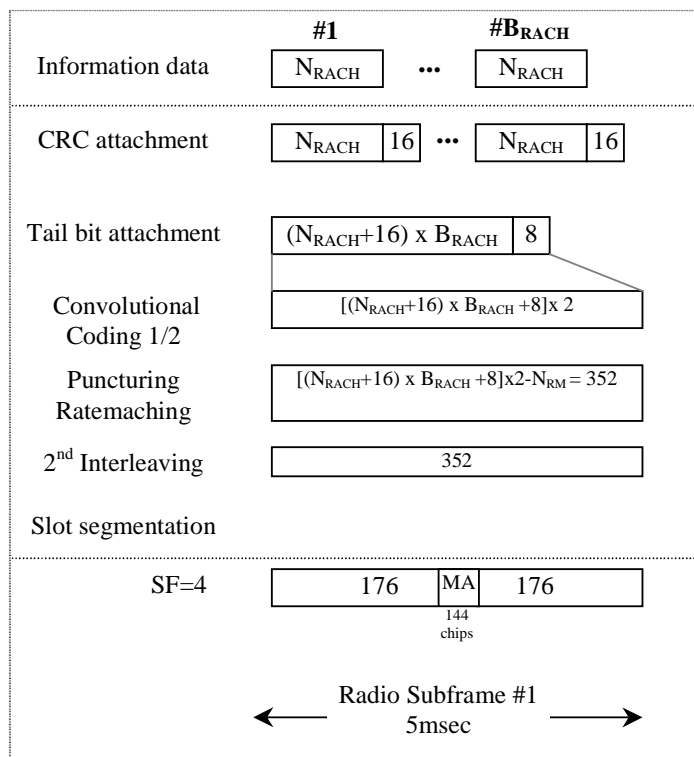 #1 #B_RACH
Information data N_RACH ... N_RACH
CRC attachment N_RACH 16 ... N_RACH 16
Tail bit attachment (N_RACH+16) x B_RACH 8
Convolutional
Coding 1/2
[(N_RACH+16) x B_RACH +8]x 2
Puncturing
Ratemaching
[(N_RACH+16) x B_RACH +8]x2-N_RM = 352
2nd Interleaving 352
Slot segmentation
SF=4 176 MA 176
144
chips
Radio Subframe #1
5msec